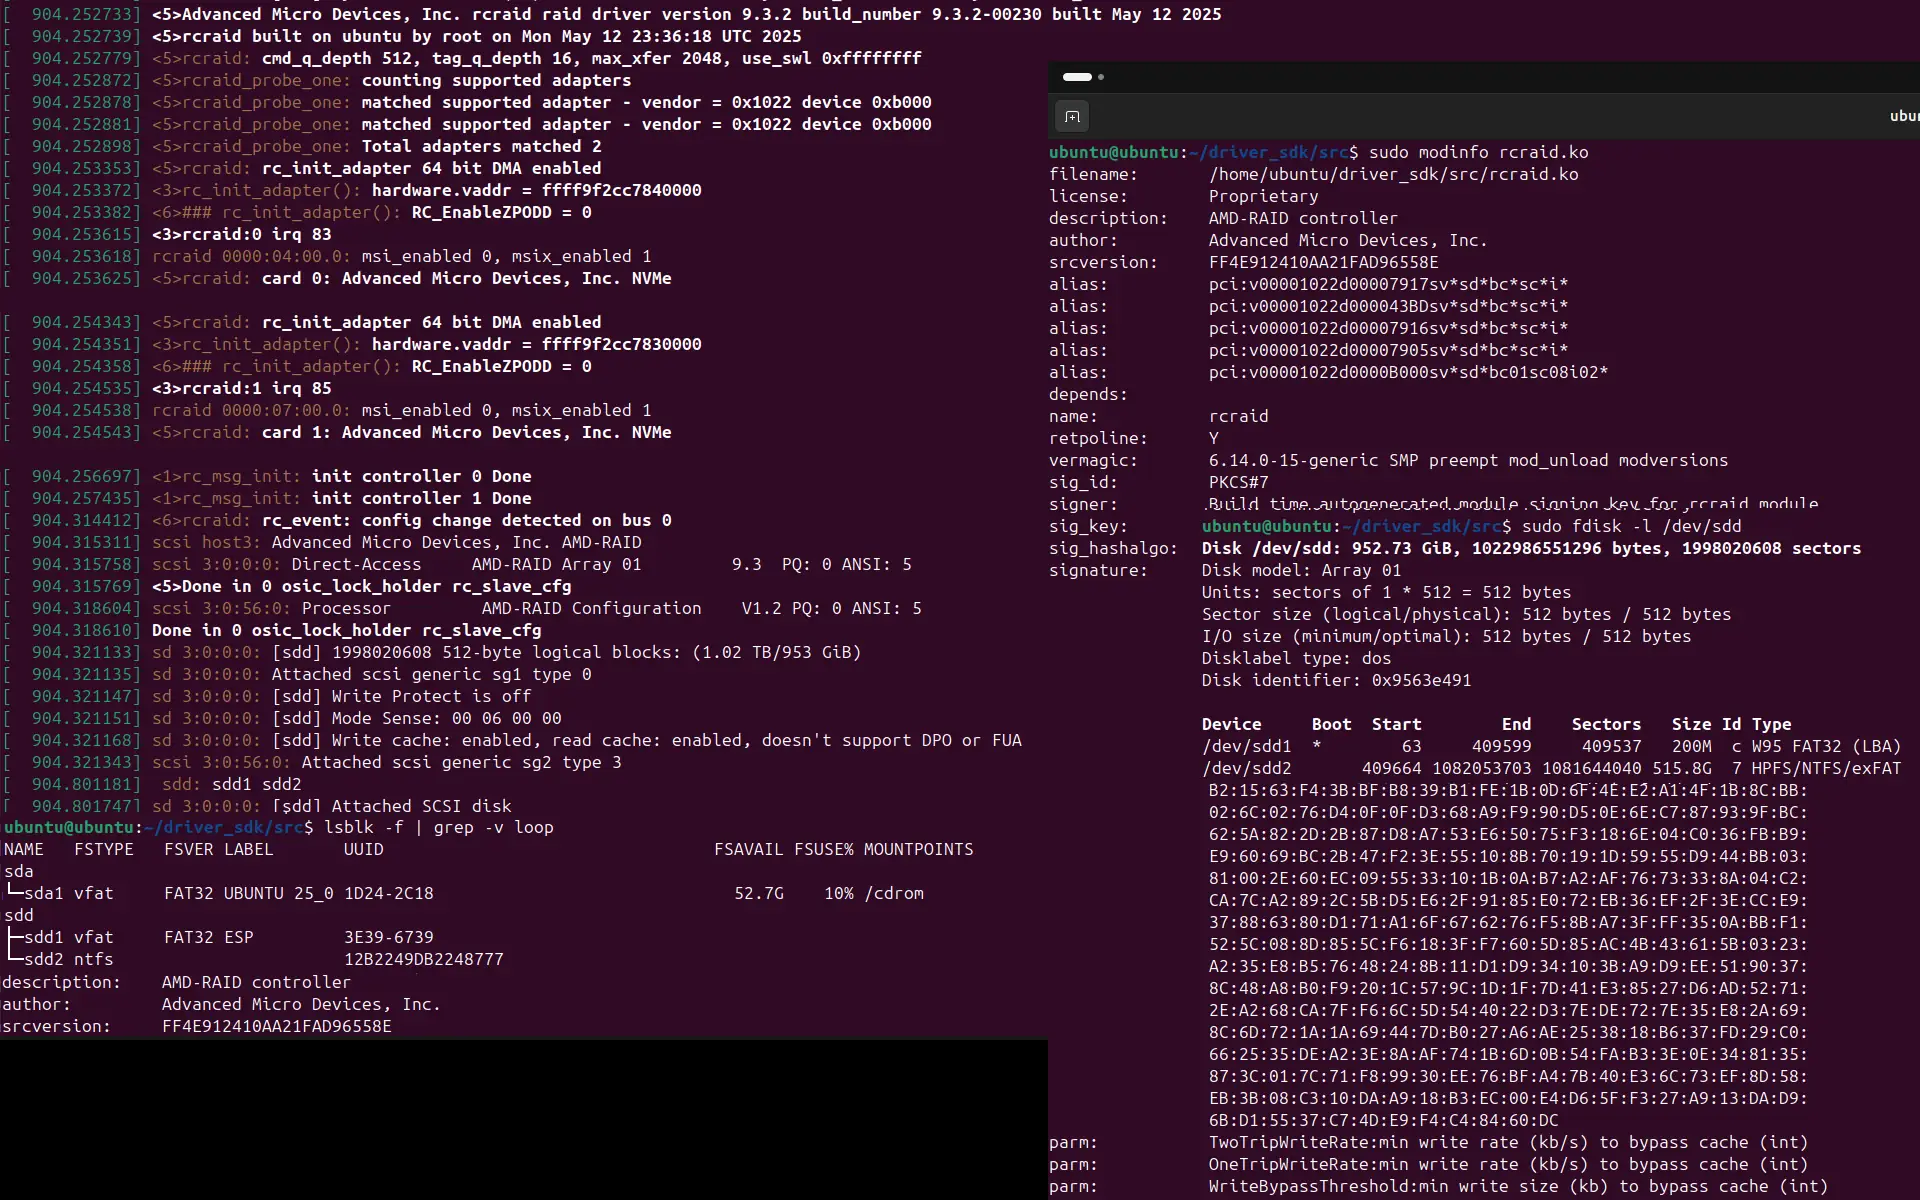 [  904.252733] <5>Advanced Micro Devices, Inc. rcraid raid driver version 9.3.2 build_number 9.3.2-00230 built May 12 2025
[  904.252739] <5>rcraid built on ubuntu by root on Mon May 12 23:36:18 UTC 2025
[  904.252779] <5>rcraid: cmd_q_depth 512, tag_q_depth 16, max_xfer 2048, use_swl 0xffffffff
[  904.252872] <5>rcraid_probe_one: counting supported adapters
[  904.252878] <5>rcraid_probe_one: matched supported adapter - vendor = 0x1022 device 0xb000
[  904.252881] <5>rcraid_probe_one: matched supported adapter - vendor = 0x1022 device 0xb000
[  904.252898] <5>rcraid_probe_one: Total adapters matched 2
[  904.253353] <5>rcraid: rc_init_adapter 64 bit DMA enabled
[  904.253372] <3>rc_init_adapter(): hardware.vaddr = ffff9f2cc7840000
[  904.253382] <6>### rc_init_adapter(): RC_EnableZPODD = 0
[  904.253615] <3>rcraid:0 irq 83
[  904.253618] rcraid 0000:04:00.0: msi_enabled 0, msix_enabled 1
[  904.253625] <5>rcraid: card 0: Advanced Micro Devices, Inc. NVMe
[  904.254343] <5>rcraid: rc_init_adapter 64 bit DMA enabled
[  904.254351] <3>rc_init_adapter(): hardware.vaddr = ffff9f2cc7830000
[  904.254358] <6>### rc_init_adapter(): RC_EnableZPODD = 0
[  904.254535] <3>rcraid:1 irq 85
[  904.254538] rcraid 0000:07:00.0: msi_enabled 0, msix_enabled 1
[  904.254543] <5>rcraid: card 1: Advanced Micro Devices, Inc. NVMe
[  904.256697] <1>rc_msg_init: init controller 0 Done
[  904.257435] <1>rc_msg_init: init controller 1 Done
[  904.314412] <6>rcraid: rc_event: config change detected on bus 0
[  904.315311] scsi host3: Advanced Micro Devices, Inc. AMD-RAID
[  904.315758] scsi 3:0:0:0: Direct-Access     AMD-RAID Array 01         9.3  PQ: 0 ANSI: 5
[  904.315769] <5>Done in 0 osic_lock_holder rc_slave_cfg
[  904.318604] scsi 3:0:56:0: Processor         AMD-RAID Configuration    V1.2 PQ: 0 ANSI: 5
[  904.318610] Done in 0 osic_lock_holder rc_slave_cfg
[  904.321133] sd 3:0:0:0: [sdd] 1998020608 512-byte logical blocks: (1.02 TB/953 GiB)
[  904.321135] sd 3:0:0:0: Attached scsi generic sg1 type 0
[  904.321147] sd 3:0:0:0: [sdd] Write Protect is off
[  904.321151] sd 3:0:0:0: [sdd] Mode Sense: 00 06 00 00
[  904.321168] sd 3:0:0:0: [sdd] Write cache: enabled, read cache: enabled, doesn't support DPO or FUA
[  904.321343] scsi 3:0:56:0: Attached scsi generic sg2 type 3
[  904.801181]  sdd: sdd1 sdd2
[  904.801747] sd 3:0:0:0: [sdd] Attached SCSI disk
ubuntu@ubuntu:~/driver_sdk/src$ lsblk -f | grep -v loop
NAME   FSTYPE   FSVER LABEL       UUID                                 FSAVAIL FSUSE% MOUNTPOINTS
sda
└─sda1 vfat     FAT32 UBUNTU 25_0 1D24-2C18                              52.7G    10% /cdrom
sdd
├─sdd1 vfat     FAT32 ESP         3E39-6739
└─sdd2 ntfs                       12B2249DB2248777
description:    AMD-RAID controller
author:         Advanced Micro Devices, Inc.
srcversion:     FF4E912410AA21FAD96558E
ubu
ubuntu@ubuntu:~/driver_sdk/src$ sudo modinfo rcraid.ko
filename:       /home/ubuntu/driver_sdk/src/rcraid.ko
license:        Proprietary
description:    AMD-RAID controller
author:         Advanced Micro Devices, Inc.
srcversion:     FF4E912410AA21FAD96558E
alias:          pci:v00001022d00007917sv*sd*bc*sc*i*
alias:          pci:v00001022d000043BDsv*sd*bc*sc*i*
alias:          pci:v00001022d00007916sv*sd*bc*sc*i*
alias:          pci:v00001022d00007905sv*sd*bc*sc*i*
alias:          pci:v00001022d0000B000sv*sd*bc01sc08i02*
depends:
name:           rcraid
retpoline:      Y
vermagic:       6.14.0-15-generic SMP preempt mod_unload modversions
sig_id:         PKCS#7
signer:         Build time autogenerated module signing key for rcraid module
sig_key:
sig_hashalgo:
signature:
ubuntu@ubuntu:~/driver_sdk/src$ sudo fdisk -l /dev/sdd
Disk /dev/sdd: 952.73 GiB, 1022986551296 bytes, 1998020608 sectors
Disk model: Array 01
Units: sectors of 1 * 512 = 512 bytes
Sector size (logical/physical): 512 bytes / 512 bytes
I/O size (minimum/optimal): 512 bytes / 512 bytes
Disklabel type: dos
Disk identifier: 0x9563e491
Device     Boot  Start        End    Sectors   Size Id Type
/dev/sdd1  *        63     409599     409537   200M  c W95 FAT32 (LBA)
/dev/sdd2       409664 1082053703 1081644040 515.8G  7 HPFS/NTFS/exFAT
B2:15:63:F4:3B:BF:B8:39:B1:FE:1B:0D:6F:4E:E2:A1:4F:1B:8C:BB:
02:6C:02:76:D4:0F:0F:D3:68:A9:F9:90:D5:0E:6E:C7:87:93:9F:BC:
62:5A:82:2D:2B:87:D8:A7:53:E6:50:75:F3:18:6E:04:C0:36:FB:B9:
E9:60:69:BC:2B:47:F2:3E:55:10:8B:70:19:1D:59:55:D9:44:BB:03:
81:00:2E:60:EC:09:55:33:10:1B:0A:B7:A2:AF:76:73:33:8A:04:C2:
CA:7C:A2:89:2C:5B:D5:E6:2F:91:85:E0:72:EB:36:EF:2F:3E:CC:E9:
37:88:63:80:D1:71:A1:6F:67:62:76:F5:8B:A7:3F:FF:35:0A:BB:F1:
52:5C:08:8D:85:5C:F6:18:3F:F7:60:5D:85:AC:4B:43:61:5B:03:23:
A2:35:E8:B5:76:48:24:8B:11:D1:D9:34:10:3B:A9:D9:EE:51:90:37:
8C:48:A8:B0:F9:20:1C:57:9C:1D:1F:7D:41:E3:85:27:D6:AD:52:71:
2E:A2:68:CA:7F:F6:6C:5D:54:40:22:D3:7E:DE:72:7E:35:E8:2A:69:
8C:6D:72:1A:1A:69:44:7D:B0:27:A6:AE:25:38:18:B6:37:FD:29:C0:
66:25:35:DE:A2:3E:8A:AF:74:1B:6D:0B:54:FA:B3:3E:0E:34:81:35:
87:3C:01:7C:71:F8:99:30:EE:76:BF:A4:7B:40:E3:6C:73:EF:8D:58:
EB:3B:08:C3:10:DA:A9:18:B3:EC:00:E4:D6:5F:F3:27:A9:13:DA:D9:
6B:D1:55:37:C7:4D:E9:F4:C4:84:60:DC
parm:           TwoTripWriteRate:min write rate (kb/s) to bypass cache (int)
parm:           OneTripWriteRate:min write rate (kb/s) to bypass cache (int)
parm:           WriteBypassThreshold:min write size (kb) to bypass cache (int)